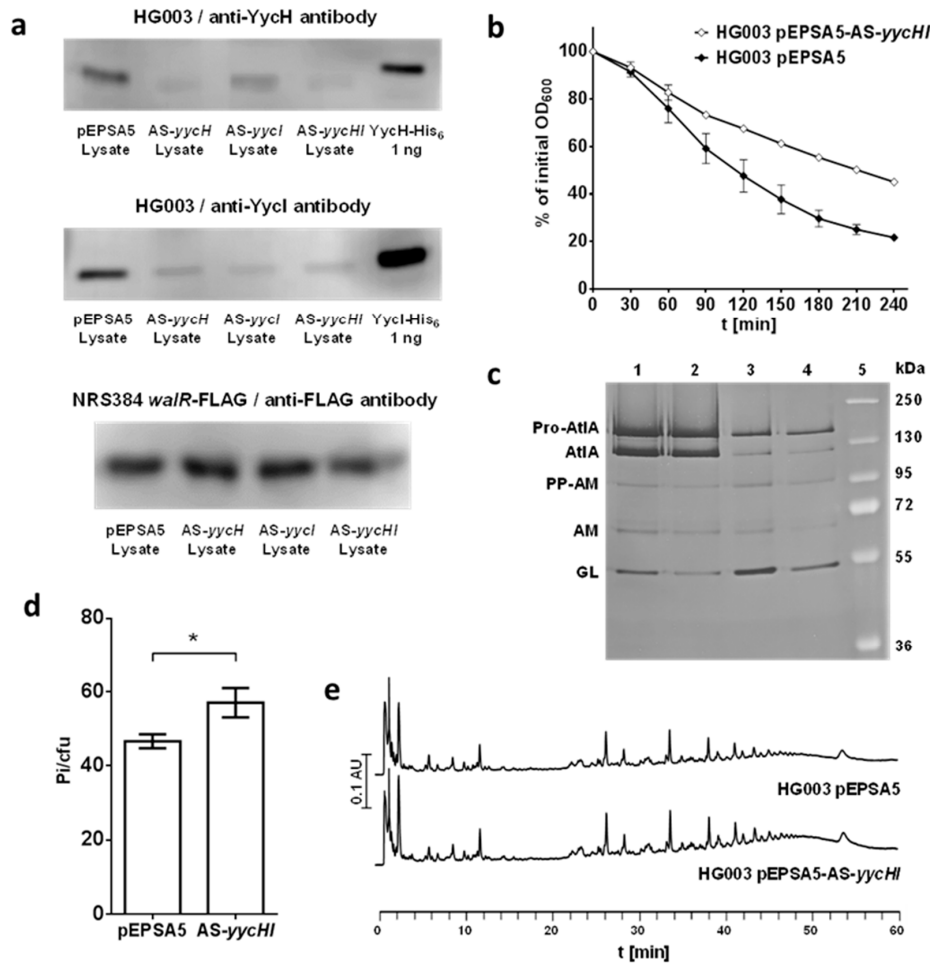 a
HG003 / anti-YycH antibody
pEPSA5 AS-yycH AS-yycI AS-yycHI YycH-His6
Lysate Lysate Lysate Lysate 1 ng
HG003 / anti-YycI antibody
pEPSA5 AS-yycH AS-yycI AS-yycHI YycI-His6
Lysate Lysate Lysate Lysate 1 ng
NRS384 walR-FLAG / anti-FLAG antibody
pEPSA5 AS-yycH AS-yycI AS-yycHI
Lysate Lysate Lysate Lysate
b
HG003 pEPSA5-AS-yycHI
HG003 pEPSA5
% of initial OD600
100
80
60
40
20
0
0 30 60 90 120 150 180 210 240
t [min]
c
1 2 3 4 5 kDa
Pro-AtlA
AtlA
PP-AM
AM
GL
250
130
95
72
55
36
d
Pi/cfu
80
60
40
20
0
*
pEPSA5 AS-yycHI
e
0.1 AU
HG003 pEPSA5
HG003 pEPSA5-AS-yycHI
0 10 20 30 40 50 60
t [min]